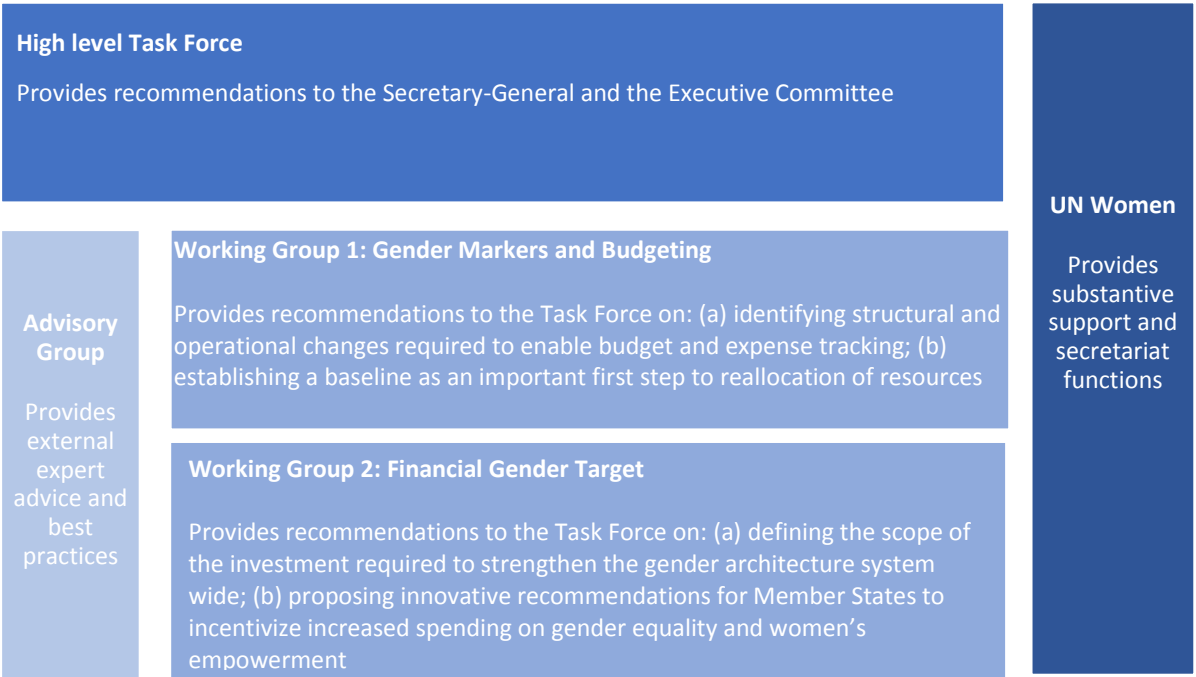 High level Task Force
Provides recommendations to the Secretary-General and the Executive Committee
Advisory
Group
Provides
external
expert
advice and
best
practices
Working Group 1: Gender Markers and Budgeting
Provides recommendations to the Task Force on: (a) identifying structural and
operational changes required to enable budget and expense tracking; (b)
establishing a baseline as an important first step to reallocation of resources
Working Group 2: Financial Gender Target
Provides recommendations to the Task Force on: (a) defining the scope of
the investment required to strengthen the gender architecture system
wide; (b) proposing innovative recommendations for Member States to
incentivize increased spending on gender equality and women’s
empowerment
UN Women
Provides
substantive
support and
secretariat
functions